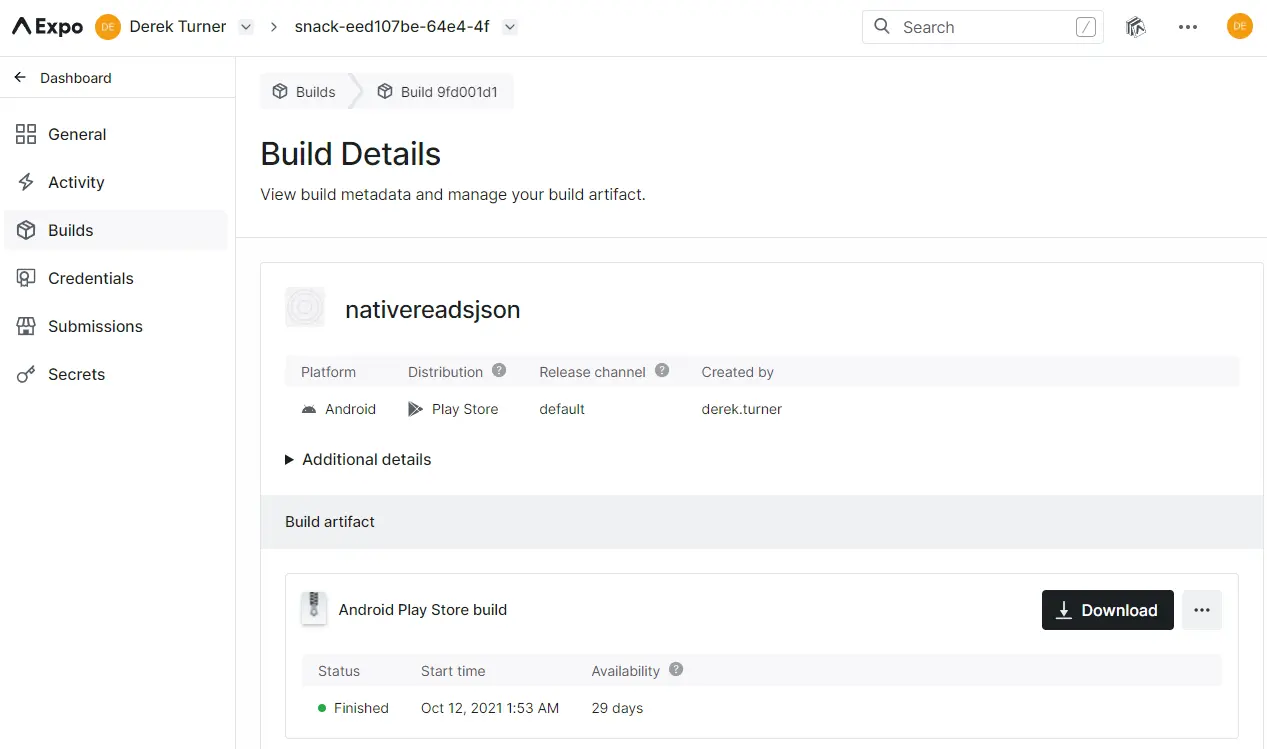 Expo DE Derek Turner > snack-eed107be-64e4-4f Search / DE
Dashboard
General
Activity
Builds
Credentials
Submissions
Secrets
Builds Build 9fd001d1
Build Details
View build metadata and manage your build artifact.
nativereadsjson
Platform Distribution ? Release channel ? Created by
Android Play Store default derek.turner
Additional details
Build artifact
Android Play Store build Download
Status Start time Availability ?
Finished Oct 12, 2021 1:53 AM 29 days